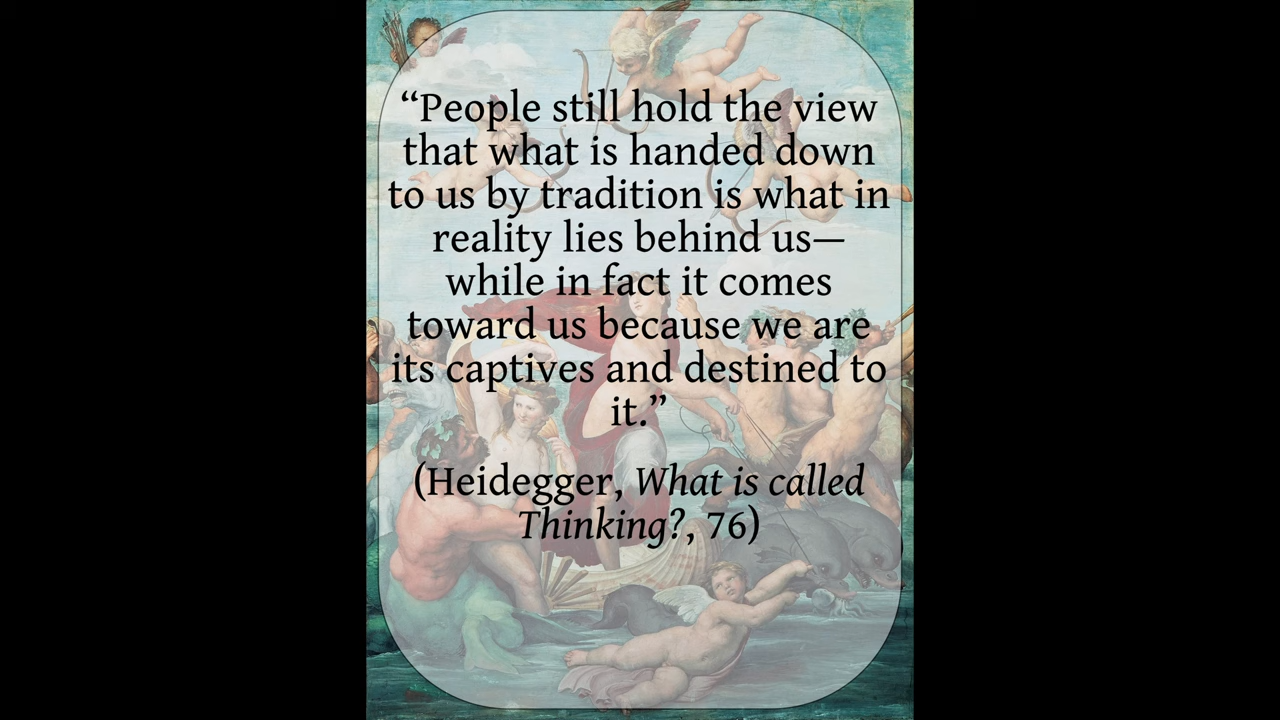 “People still hold the view
that what is handed down
to us by tradition is what in
reality lies behind us—
while in fact it comes
toward us because we are
its captives and destined to
it.”
(Heidegger, What is called
Thinking?, 76)